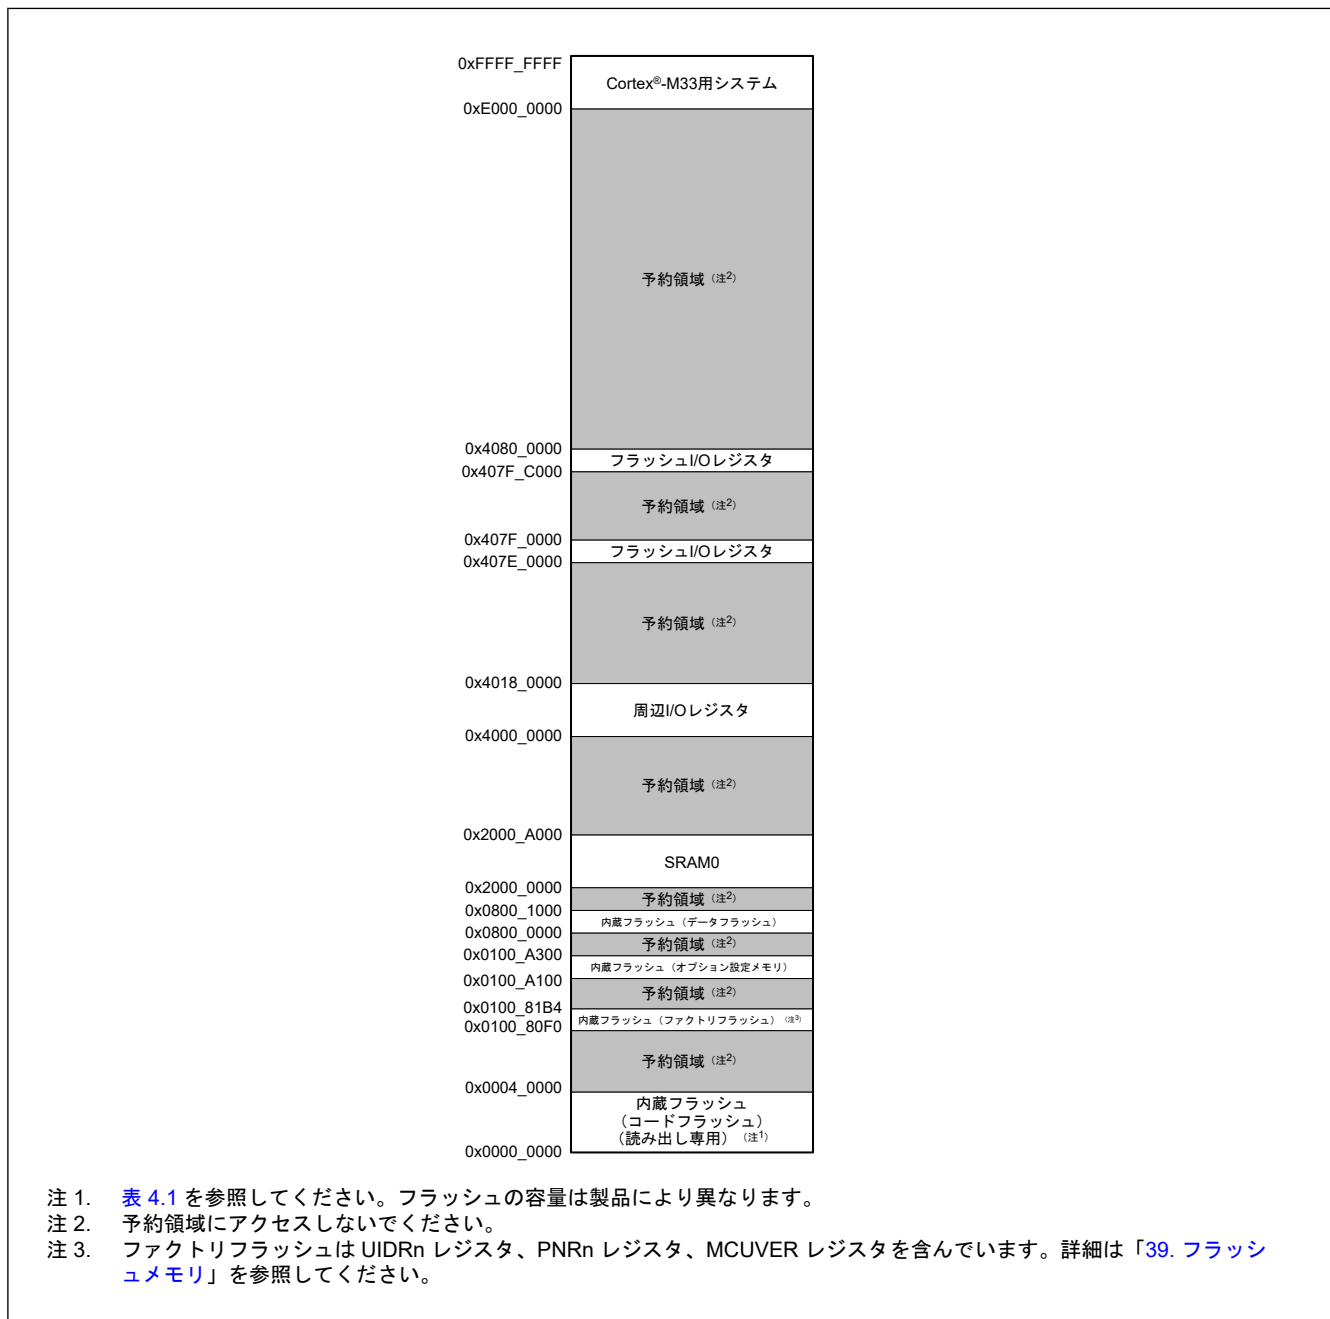 0xFFFF_FFFF
Cortex®-M33用システム
0xE000_0000
予約領域（注2）
0x4080_0000
フラッシュI/Oレジスタ
0x407F_C000
予約領域（注2）
0x407F_0000
フラッシュI/Oレジスタ
0x407E_0000
予約領域（注2）
0x4018_0000
周辺I/Oレジスタ
0x4000_0000
予約領域（注2）
0x2000_A000
SRAM0
0x2000_0000
予約領域（注2）
0x0800_1000
内蔵フラッシュ（データフラッシュ）
0x0800_0000
予約領域（注2）
0x0100_A300
内蔵フラッシュ（オプション設定メモリ）
0x0100_A100
予約領域（注2）
0x0100_81B4
内蔵フラッシュ（ファクトリフラッシュ）（注3）
0x0100_80F0
予約領域（注2）
0x0004_0000
内蔵フラッシュ
（コードフラッシュ）
（読み出し専用）（注1）
0x0000_0000
注 1. 表 4.1 を参照してください。フラッシュの容量は製品により異なります。
注 2. 予約領域にアクセスしないでください。
注 3. ファクトリフラッシュは UIDRn レジスタ、PNRn レジスタ、MCUVER レジスタを含んでいます。詳細は「39. フラッシ
ュメモリ」を参照してください。